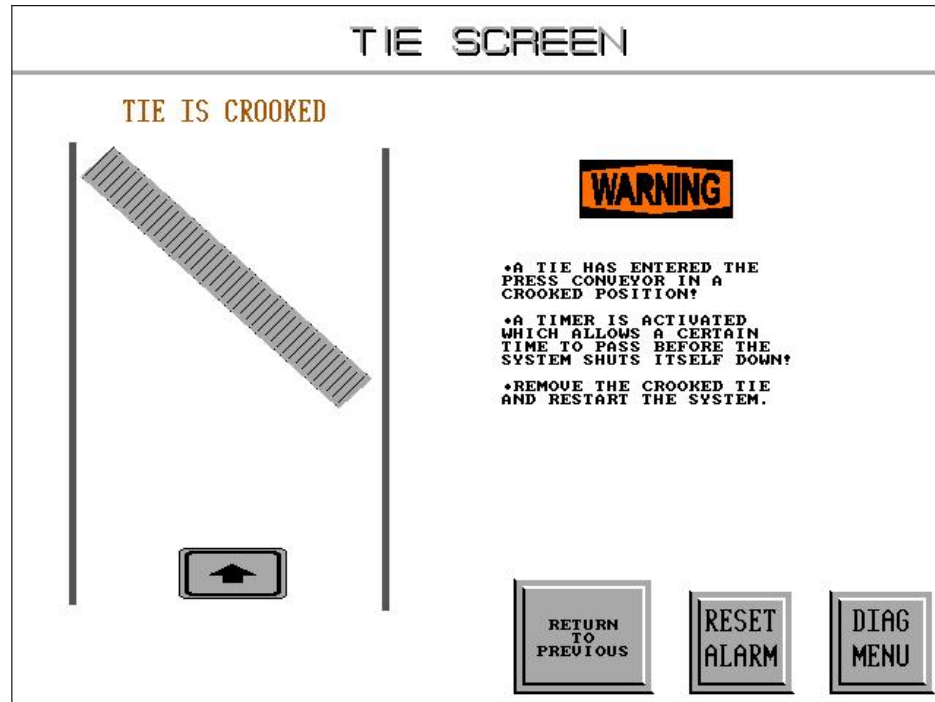 TIE SCREEN
TIE IS CROOKED
WARNING
•A TIE HAS ENTERED THE
PRESS CONVEYOR IN A
CROOKED POSITION!
•A TIMER IS ACTIVATED
WHICH ALLOWS A CERTAIN
TIME TO PASS BEFORE THE
SYSTEM SHUTS ITSELF DOWN!
•REMOVE THE CROOKED TIE
AND RESTART THE SYSTEM.
RETURN
TO
PREVIOUS
RESET
ALARM
DIAG
MENU